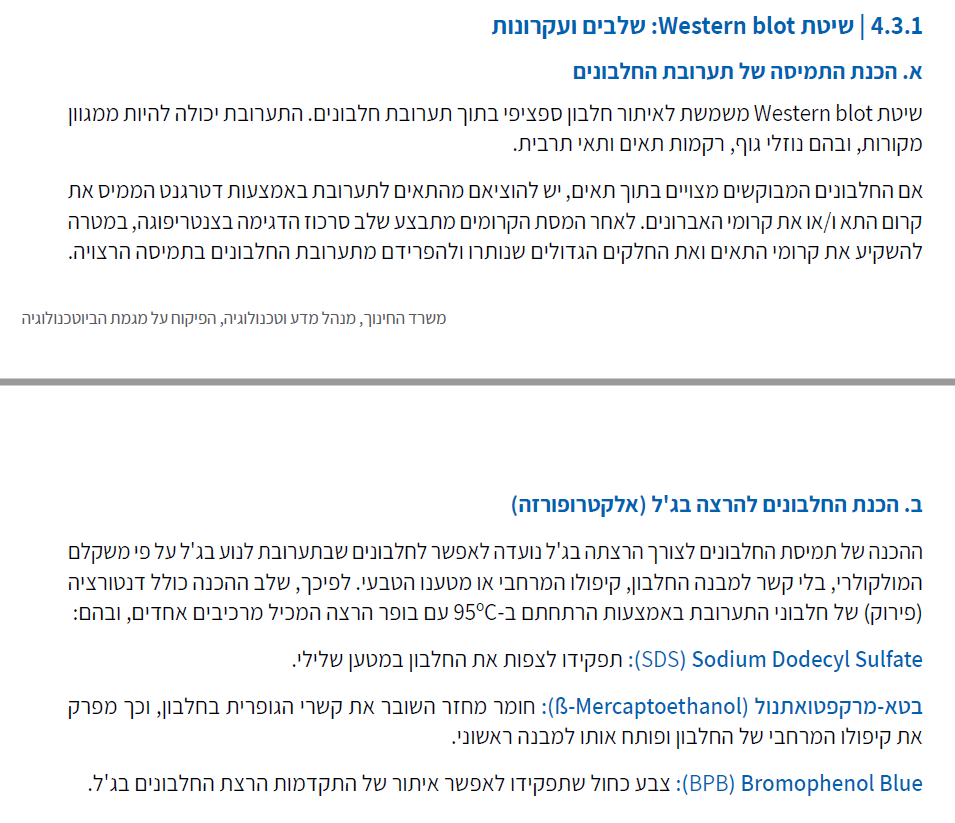 4.3.1 | שיטת Western blot: שלבים ועקרונות
א. הכנת התמיסה של תערובת החלבונים
שיטת Western blot משמשת לאיתור חלבון ספציפי בתוך תערובת חלבונים. התערובת יכולה להיות ממגוון
מקורות, ובהם נוזלי גוף, רקמות תאים ותאי תרבית.
אם החלבונים המבוקשים מצויים בתוך תאים, יש להוציאם מהתאים לתערובת באמצעות דטרגנט הממיס את
קרום התא ו/או את קרומי האברונים. לאחר המסת הקרומים מתבצע שלב סרכוז הדגימה בצנטריפוגה, במטרה
להשקיע את קרומי התאים ואת החלקים הגדולים שנותרו ולהפרידם מתערובת החלבונים בתמיסה הרצויה.
משרד החינוך, מנהל מדע וטכנולוגיה, הפיקוח על מגמת הביוטכנולוגיה
ב. הכנת החלבונים להרצה בג'ל (אלקטרופורזה)
ההכנה של תמיסת החלבונים לצורך הרצתה בג'ל נועדה לאפשר לחלבונים שבתערובת לנוע בג'ל על פי משקלם
המולקולרי, בלי קשר למבנה החלבון, קיפולו המרחבי או מטענו הטבעי. לפיכך, שלב ההכנה כולל דנטורציה
(פירוק) של חלבוני התערובת באמצעות הרתחתם ב-95⁰C עם בופר הרצה המכיל מרכיבים אחדים, ובהם:
Sodium Dodecyl Sulfate (SDS): תפקידו לצפות את החלבון במטען שלילי.
בטא-מרקפטואתנול (ß-Mercaptoethanol): חומר מחזר השובר את קשרי הגופרית בחלבון, וכך מפרק
את קיפולו המרחבי של החלבון ופותח אותו למבנה ראשוני.
Bromophenol Blue (BPB): צבע כחול שתפקידו לאפשר איתור של התקדמות הרצת החלבונים בג'ל.